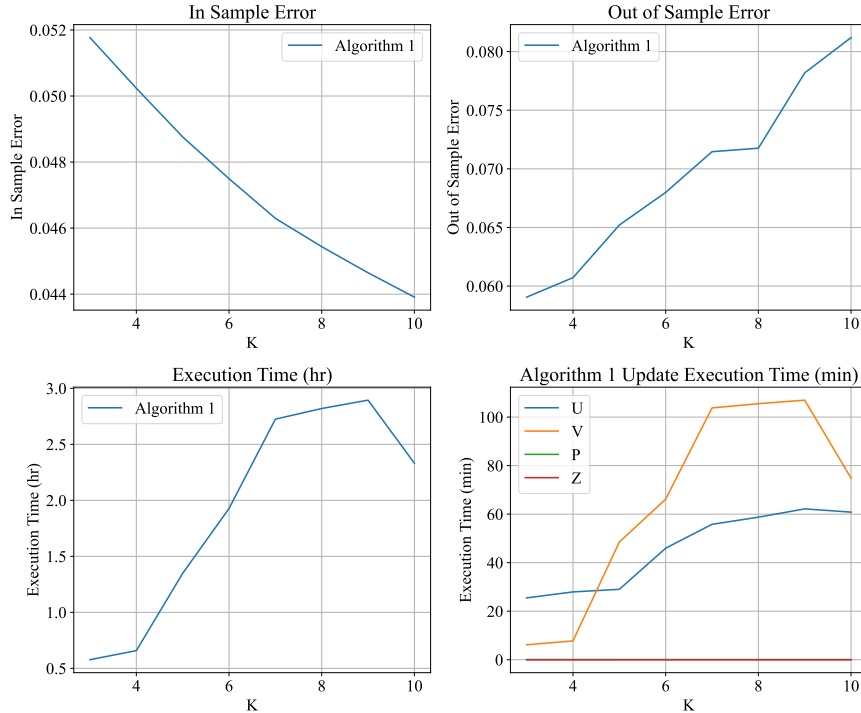 In Sample Error
0.052
0.050
0.048
0.046
0.044
In Sample Error
Algorithm 1
4
6
8
10
K
Out of Sample Error
0.080
0.075
0.070
0.065
0.060
Out of Sample Error
Algorithm 1
4
6
8
10
K
Execution Time (hr)
3.0
2.5
2.0
1.5
1.0
0.5
Execution Time (hr)
Algorithm 1
4
6
8
10
K
Algorithm 1 Update Execution Time (min)
100
80
60
40
20
0
Execution Time (min)
U
V
P
Z
4
6
8
10
K